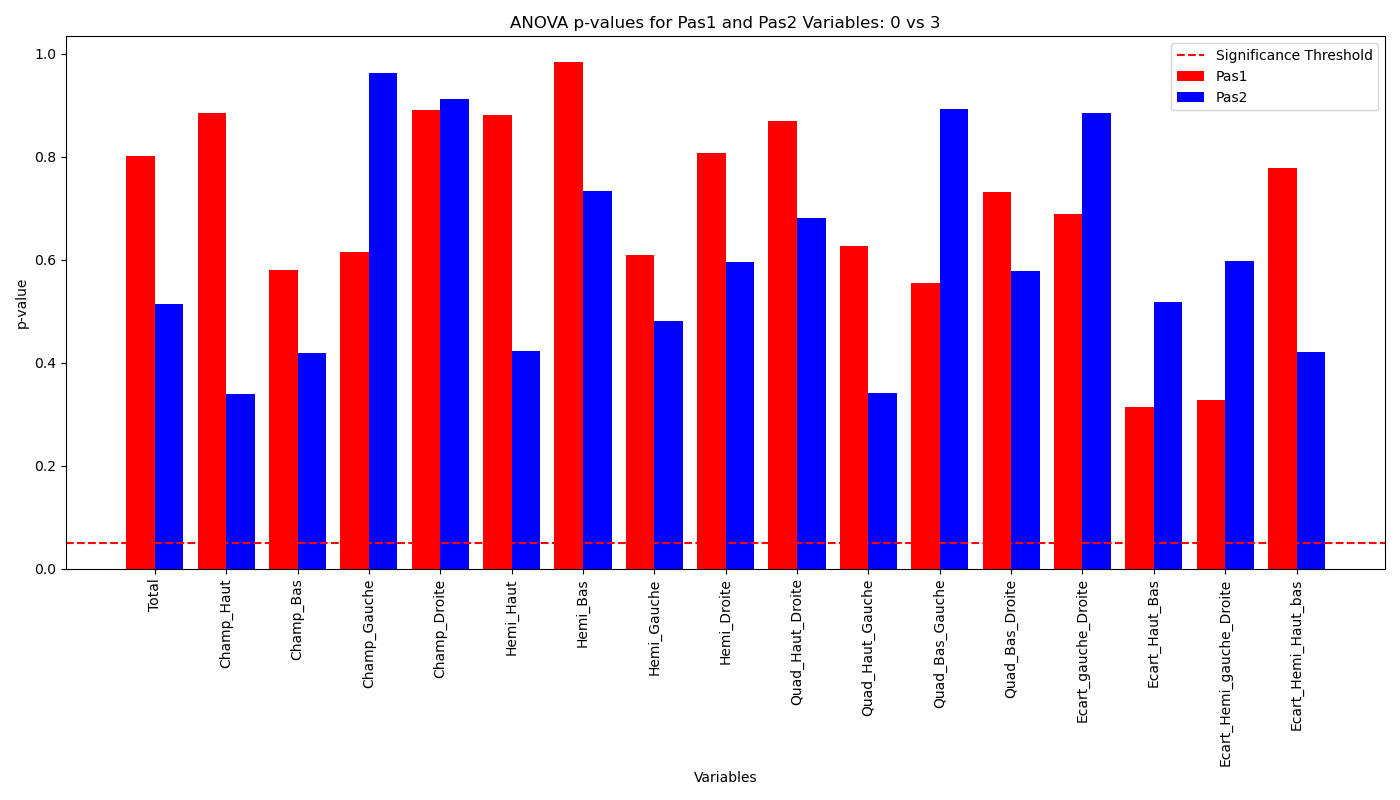 ANOVA p-values for Pas1 and Pas2 Variables: 0 vs 3
Significance Threshold
Pas1
Pas2
p-value
1.0
0.8
0.6
0.4
0.2
0.0
Total
Champ_Haut
Champ_Bas
Champ_Gauche
Champ_Droite
Hemi_Haut
Hemi_Bas
Hemi_Gauche
Hemi_Droite
Quad_Haut_Droite
Quad_Haut_Gauche
Quad_Bas_Gauche
Quad_Bas_Droite
Ecart_gauche_Droite
Ecart_Haut_Bas
Ecart_Hemi_gauche_Droite
Ecart_Hemi_Haut_bas
Variables